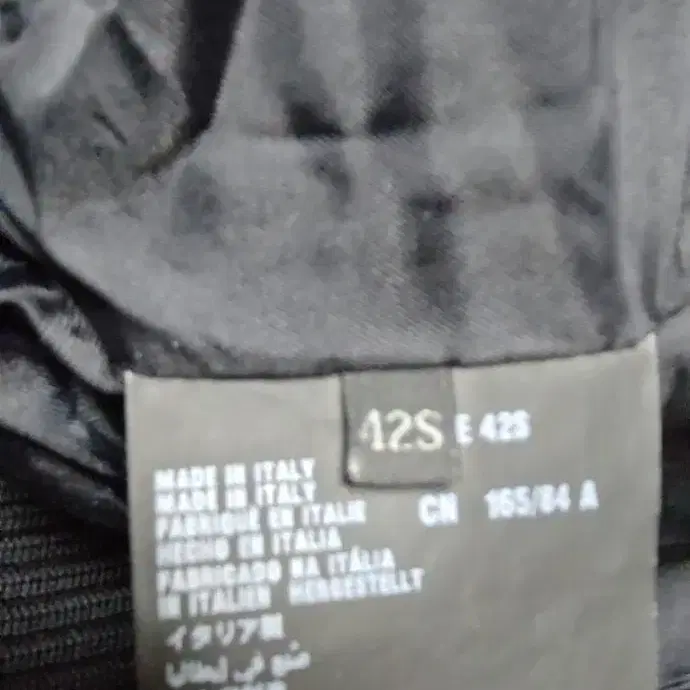 42S
E 42S
CN 165/84 A
MADE IN ITALY
MADE IN ITALY
FABRIQUÉ EN ITALIE
HECHO EN ITALIA
FABRICADO NA ITÁLIA
IN ITALIEN HERGESTELLT
イタリア製
صنع في إيطاليا